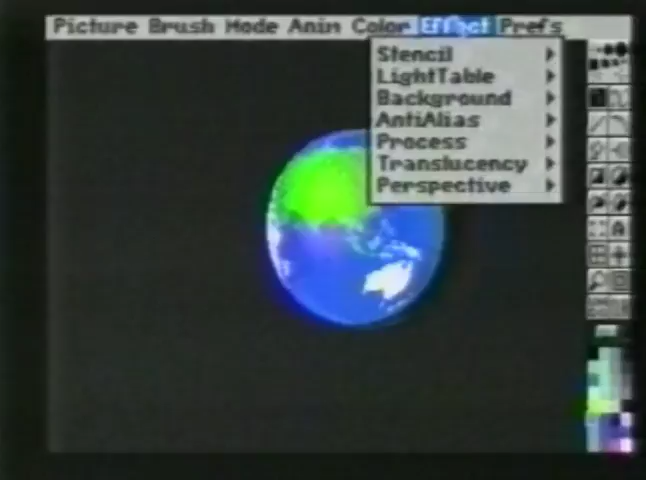 Picture Brush Mode Anim Color Effect Prefs
Stencil
LightTable
Background
AntiAlias
Process
Translucency
Perspective